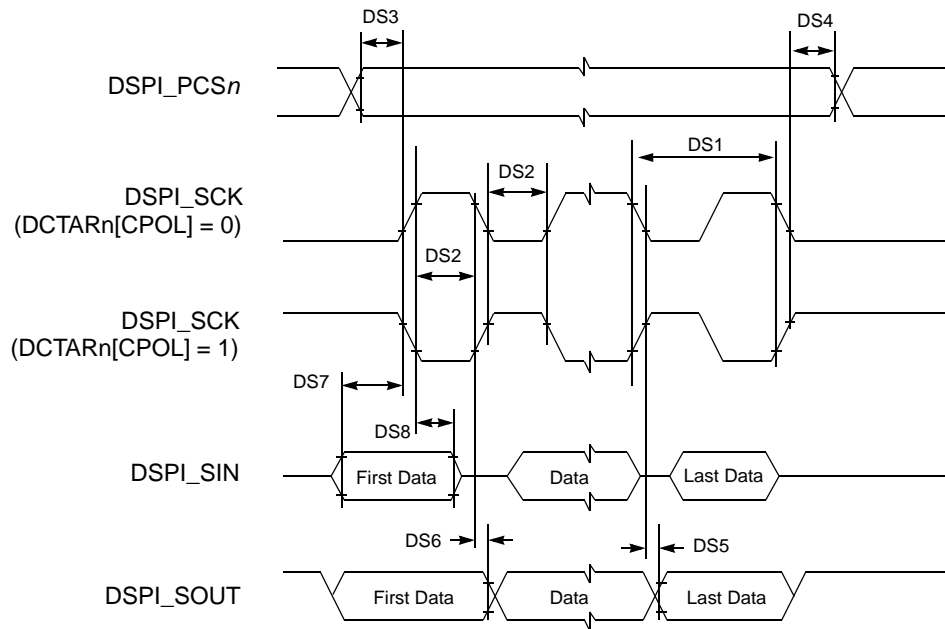 DS3
DS4
DSPI_PCSn
DS1
DS2
DSPI_SCK
(DCTARn[CPOL] = 0)
DS2
DSPI_SCK
(DCTARn[CPOL] = 1)
DS7
DS8
DSPI_SIN
First Data
Data
Last Data
DS6
DS5
DSPI_SOUT
First Data
Data
Last Data